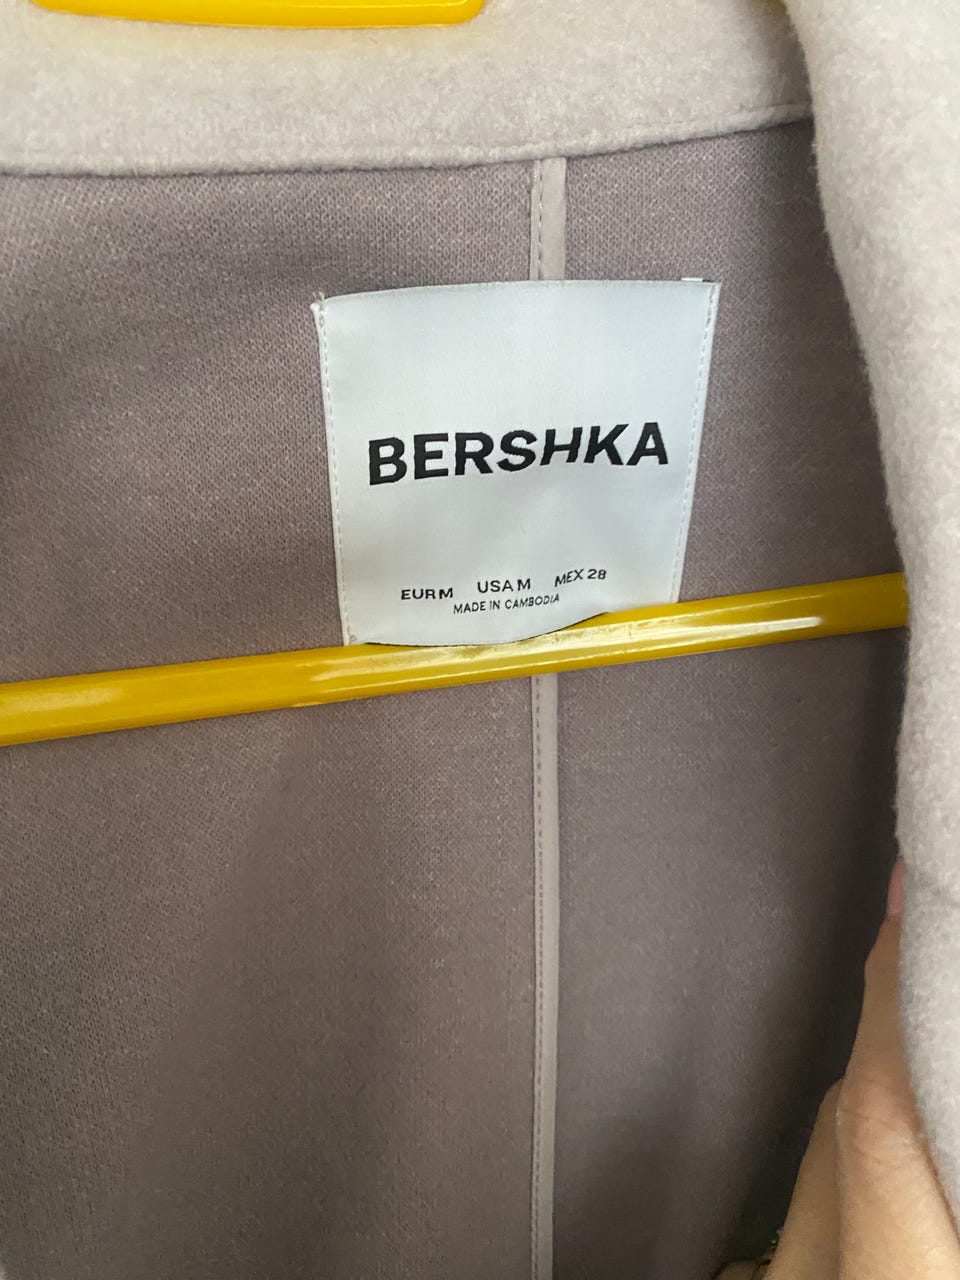 BERSHKA
EUR M USA M MEX 28
MADE IN CAMBODIA